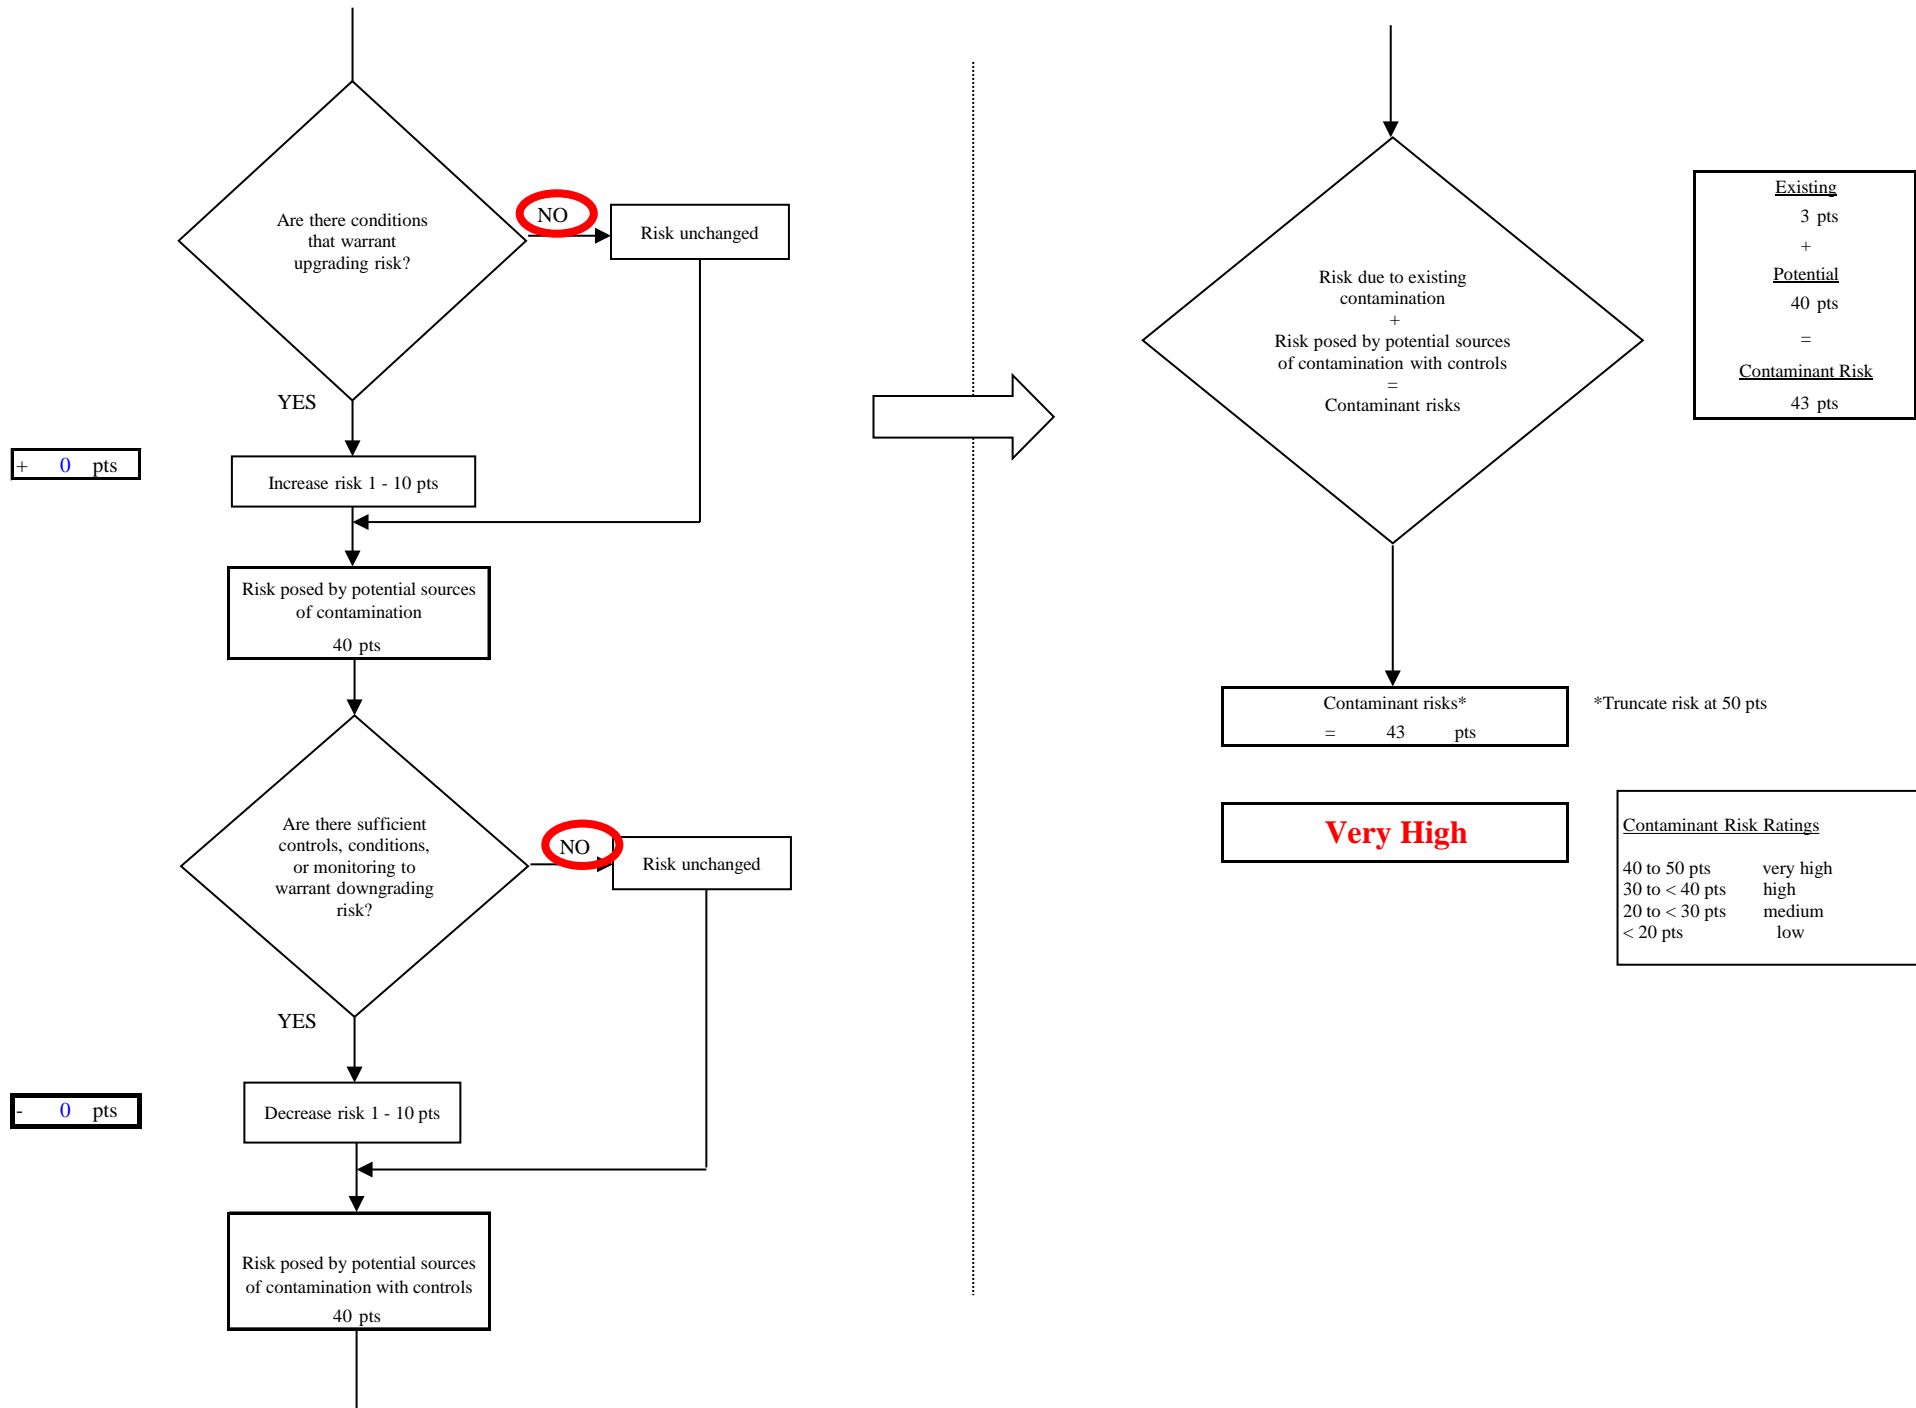 Are there conditions
that warrant
upgrading risk?
NO
Risk unchanged
YES
+ 0 pts
Increase risk 1 - 10 pts
Risk posed by potential sources
of contamination
40 pts
Are there sufficient
controls, conditions,
or monitoring to
warrant downgrading
risk?
NO
Risk unchanged
YES
- 0 pts
Decrease risk 1 - 10 pts
Risk posed by potential sources
of contamination with controls
40 pts
Risk due to existing
contamination
+
Risk posed by potential sources
of contamination with controls
=
Contaminant risks
Existing
3 pts
+
Potential
40 pts
=
Contaminant Risk
43 pts
Contaminant risks*
= 43 pts
*Truncate risk at 50 pts
Very High
Contaminant Risk Ratings
40 to 50 pts very high
30 to < 40 pts high
20 to < 30 pts medium
< 20 pts low